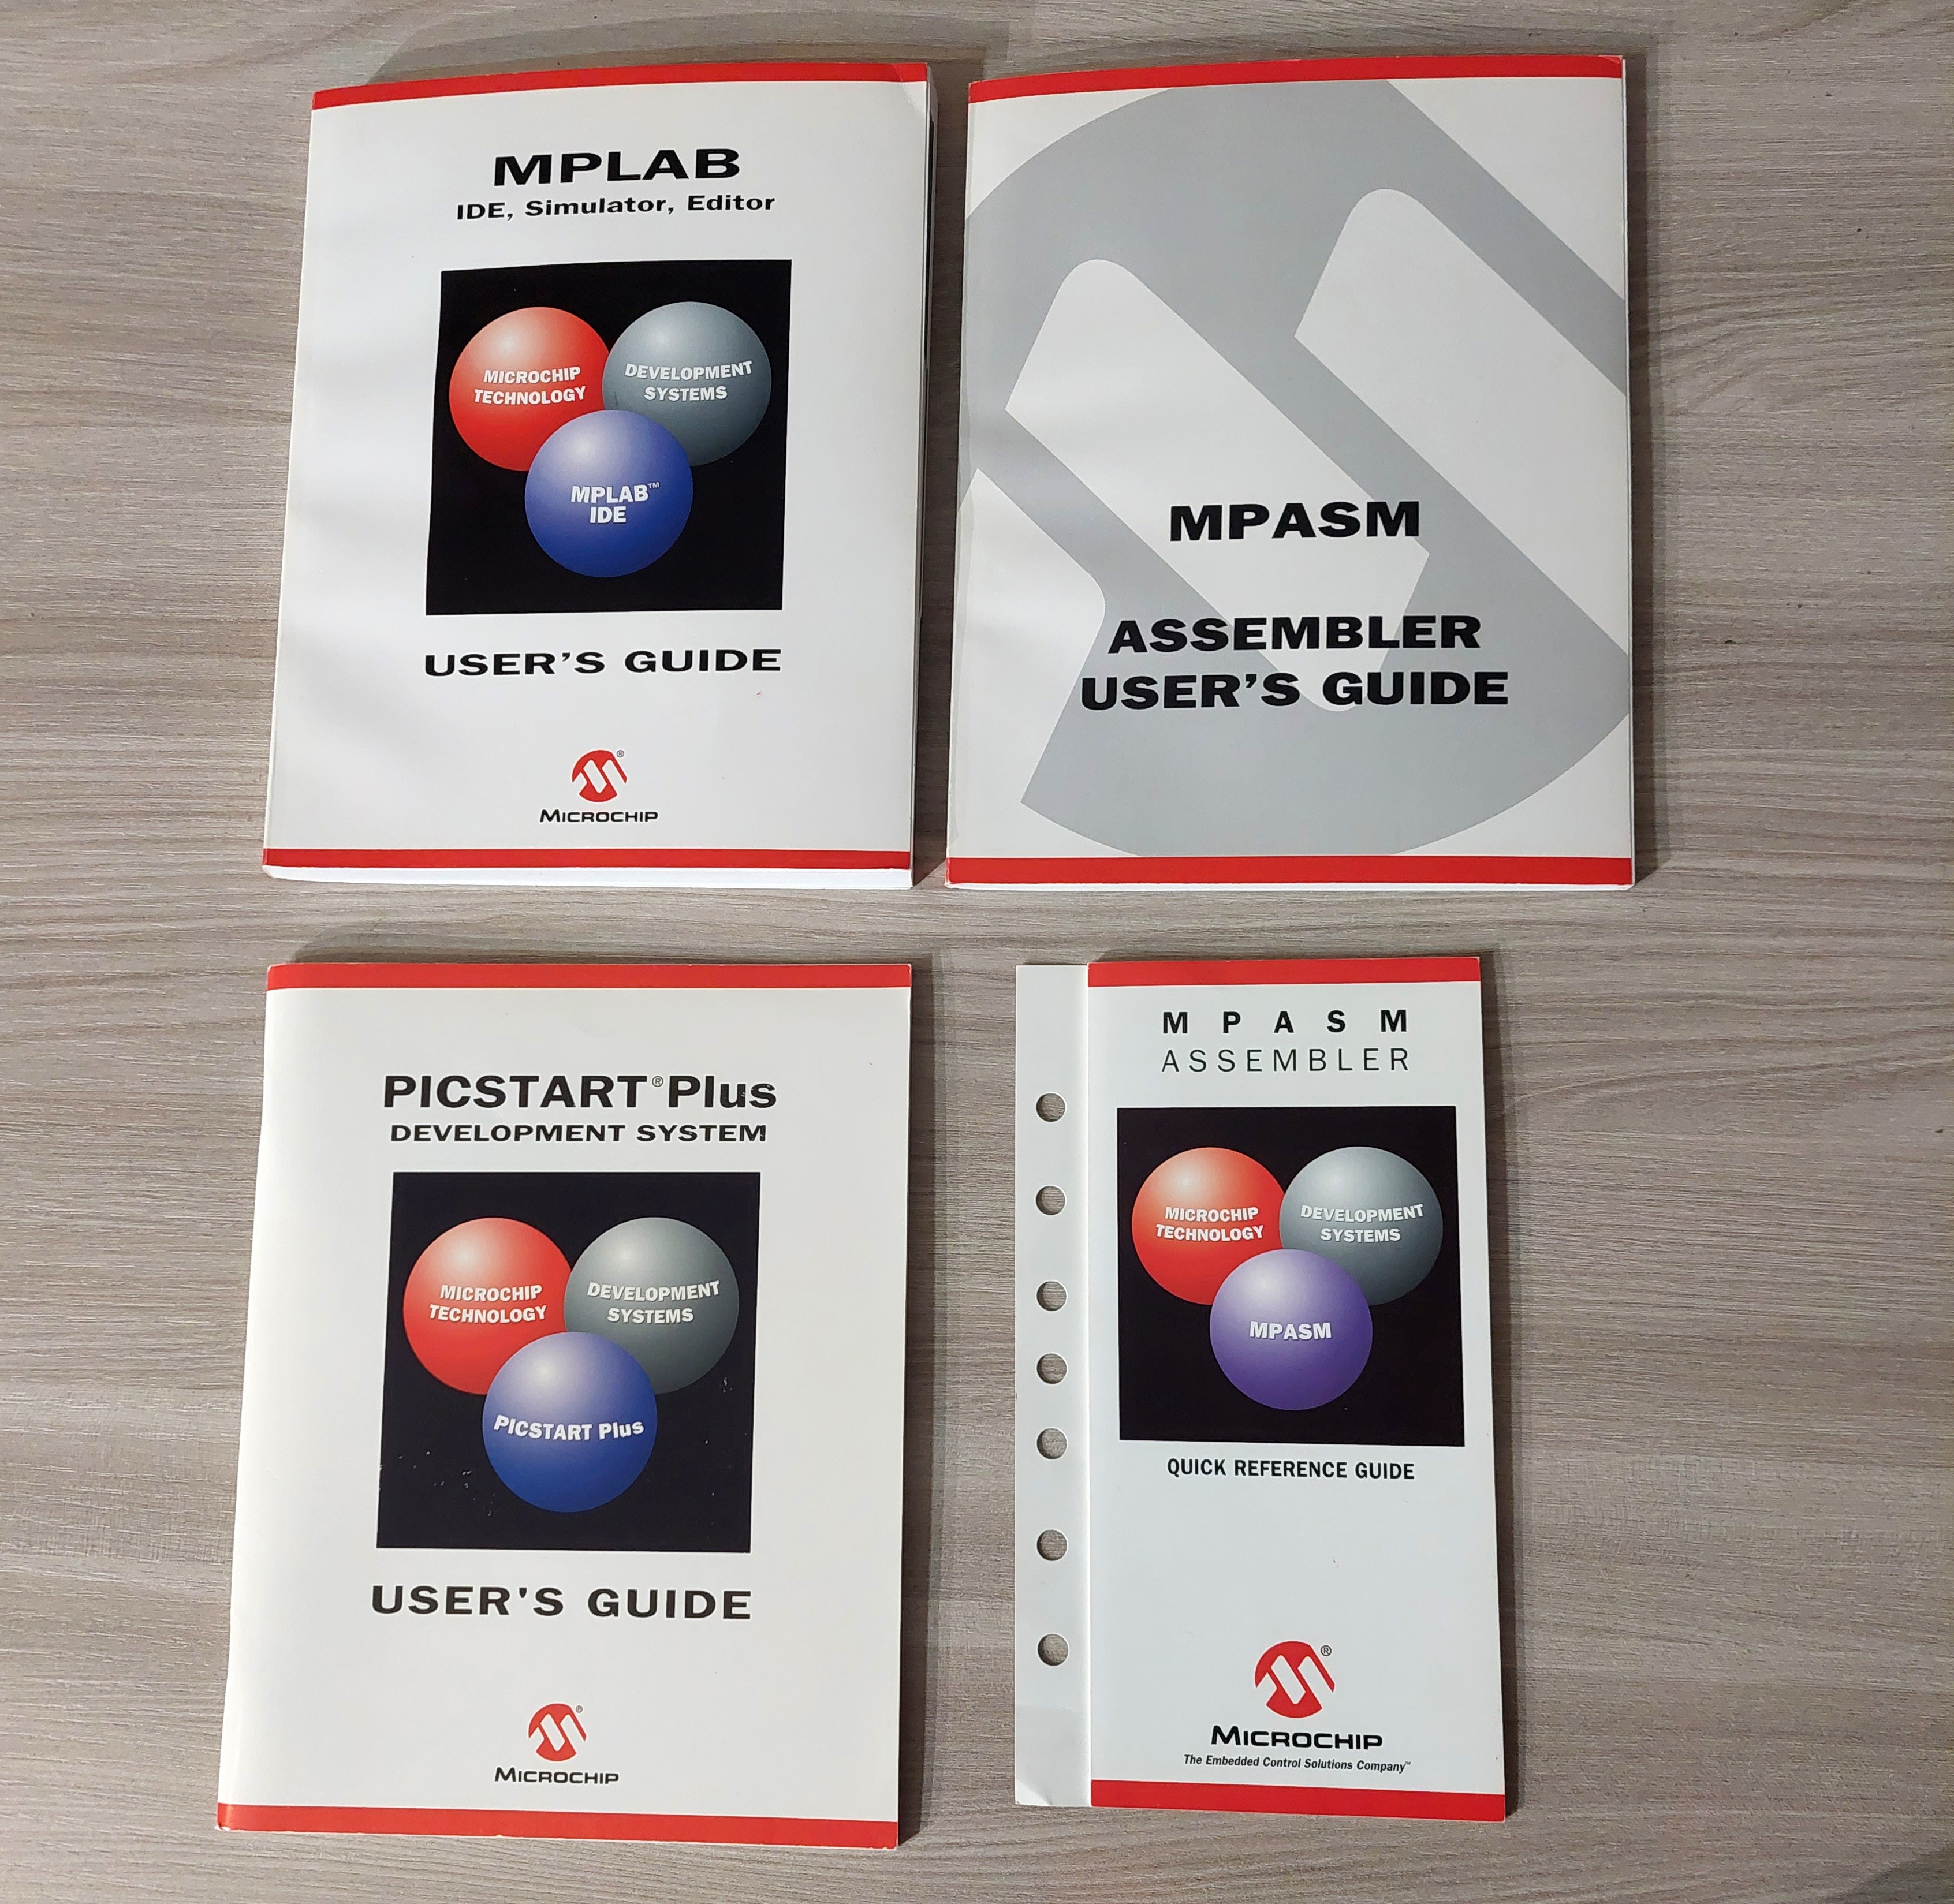 MPLAB
IDE, Simulator, Editor
MICROCHIP
TECHNOLOGY
DEVELOPMENT
SYSTEMS
MPLAB™
IDE
USER’S GUIDE
®
MICROCHIP
MPASM
ASSEMBLER
USER’S GUIDE
PICSTART® Plus
DEVELOPMENT SYSTEM
MICROCHIP
TECHNOLOGY
DEVELOPMENT
SYSTEMS
PICSTART Plus
USER'S GUIDE
®
MICROCHIP
MPASM
ASSEMBLER
MICROCHIP
TECHNOLOGY
DEVELOPMENT
SYSTEMS
MPASM
QUICK REFERENCE GUIDE
®
MICROCHIP
The Embedded Control Solutions Company™